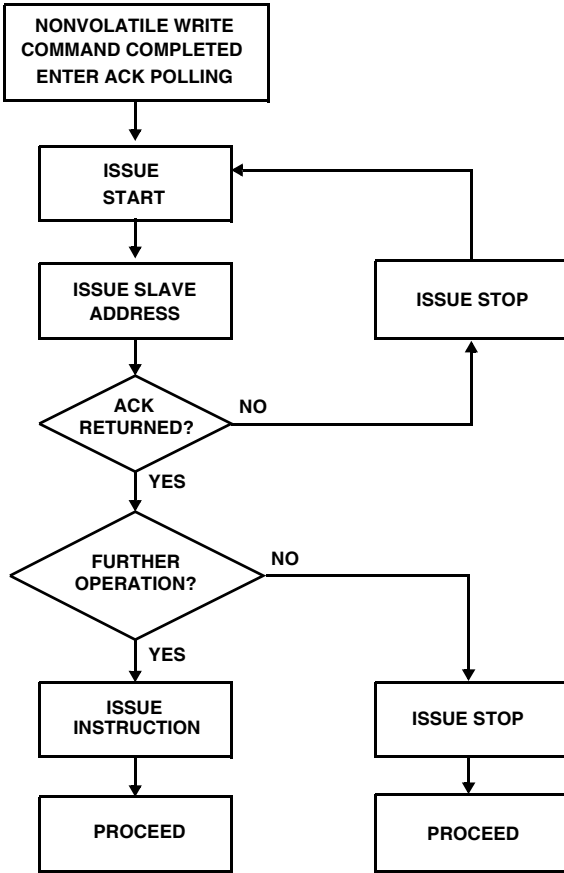 NONVOLATILE WRITE
COMMAND COMPLETED
ENTER ACK POLLING
ISSUE
START
ISSUE SLAVE
ADDRESS
ISSUE STOP
ACK
RETURNED?
NO
YES
FURTHER
OPERATION?
NO
YES
ISSUE
INSTRUCTION
ISSUE STOP
PROCEED
PROCEED